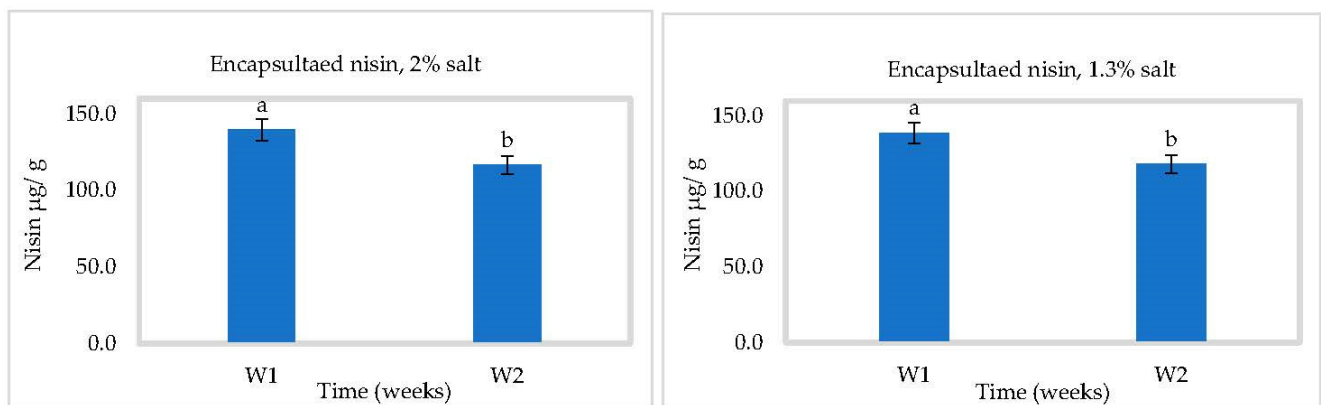 Encapsultaed nisin, 2% salt
150.0
100.0
50.0
0.0
Nisin µg/ g
a
b
W1
W2
Time (weeks)
Encapsultaed nisin, 1.3% salt
150.0
100.0
50.0
0.0
Nisin µg/ g
a
b
W1
W2
Time (weeks)